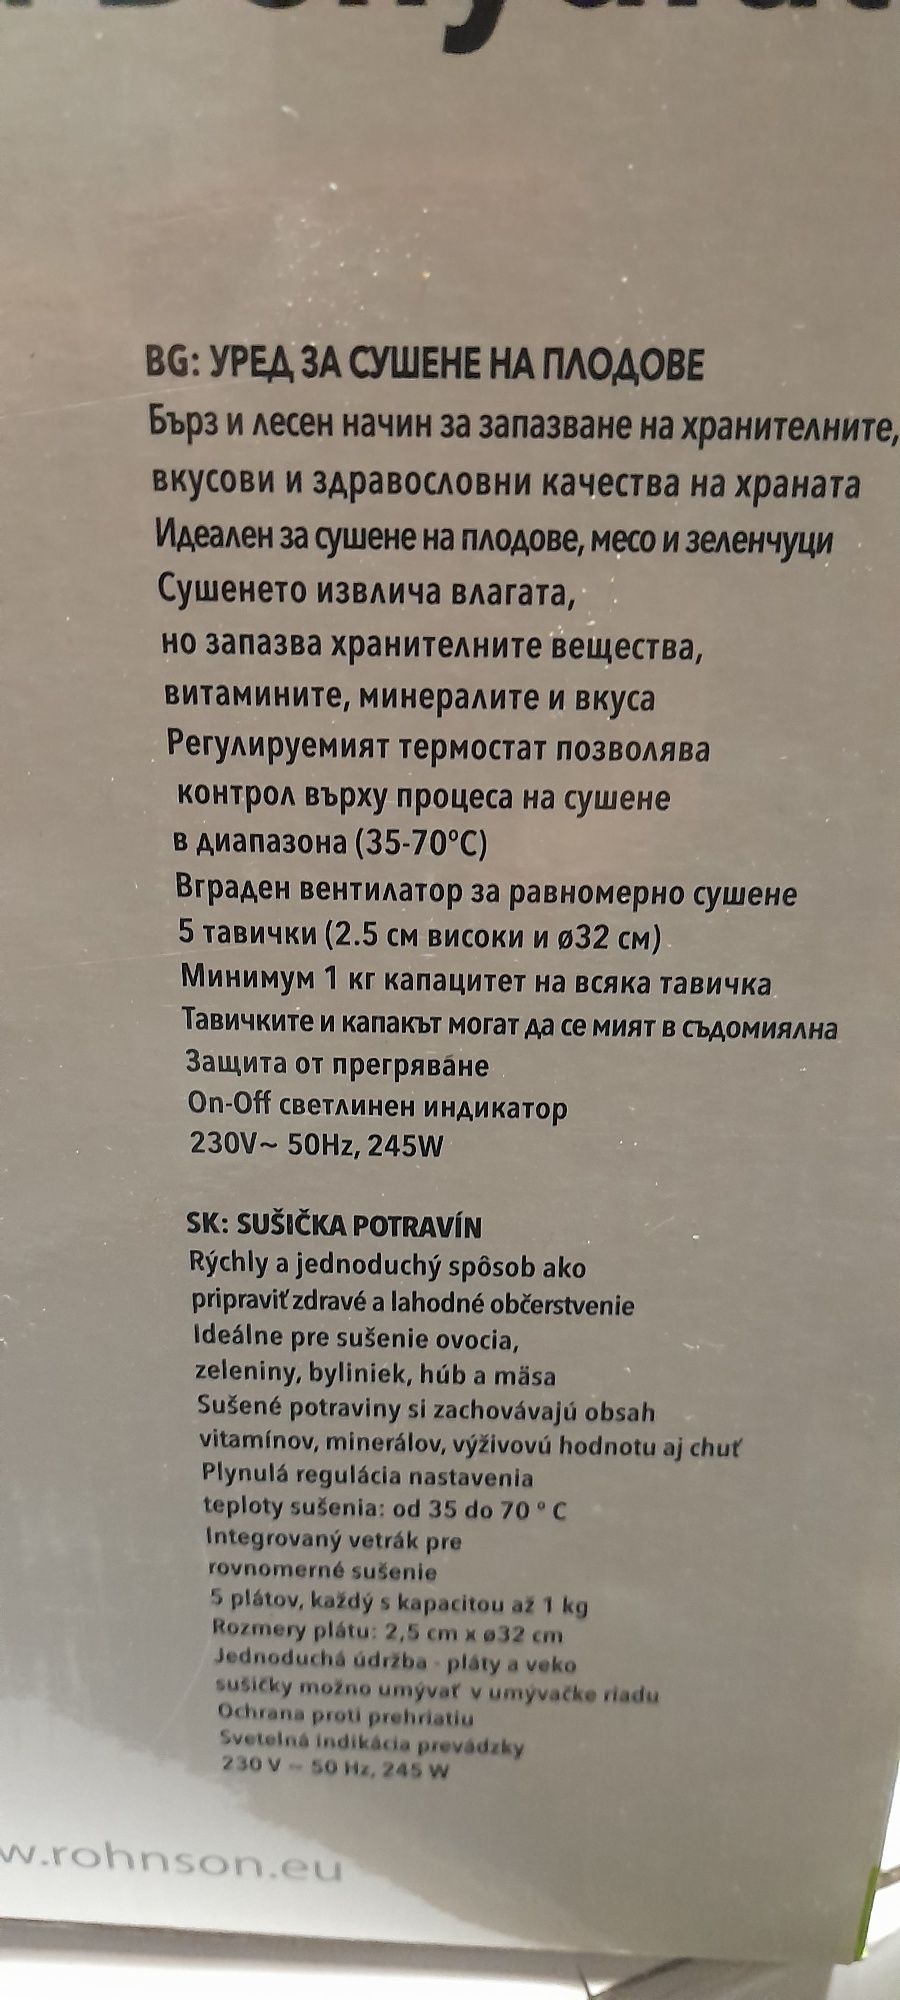 BG: УРЕД ЗА СУШЕНЕ НА ПЛОДОВЕ
Бърз и лесен начин за запазване на хранителните,
вкусови и здравословни качества на храната
Идеален за сушене на плодове, месо и зеленчуци
Сушенето извлича влагата,
но запазва хранителните вещества,
витамините, минералите и вкуса
Регулируемият термостат позволява
контрол върху процеса на сушене
в диапазона (35-70°C)
Вграден вентилатор за равномерно сушене
5 тавички (2.5 см високи и ø32 см)
Минимум 1 кг капацитет на всяка тавичка
Тавичките и капакът могат да се мият в съдомиялна
Защита от прегряване
On-Off светлинен индикатор
230V~ 50Hz, 245W
SK: SUŠIČKA POTRAVÍN
Rýchly a jednoduchý spôsob ako
pripraviť zdravé a lahodné občerstvenie
Ideálne pre sušenie ovocia,
zeleniny, byliniek, húb a mäsa
Sušené potraviny si zachovávajú obsah
vitamínov, minerálov, výživovú hodnotu aj chuť
Plynulá regulácia nastavenia
teploty sušenia: od 35 do 70 ° C
Integrovaný vetrák pre
rovnomerné sušenie
5 plátov, každý s kapacitou až 1 kg
Rozmery plátu: 2,5 cm x ø32 cm
Jednoduchá údržba - pláty a veko
sušičky možno umývať v umývačke riadu
Ochrana proti prehriatiu
Svetelná indikácia prevádzky
230 V ~ 50 Hz, 245 W
w.rohnson.eu